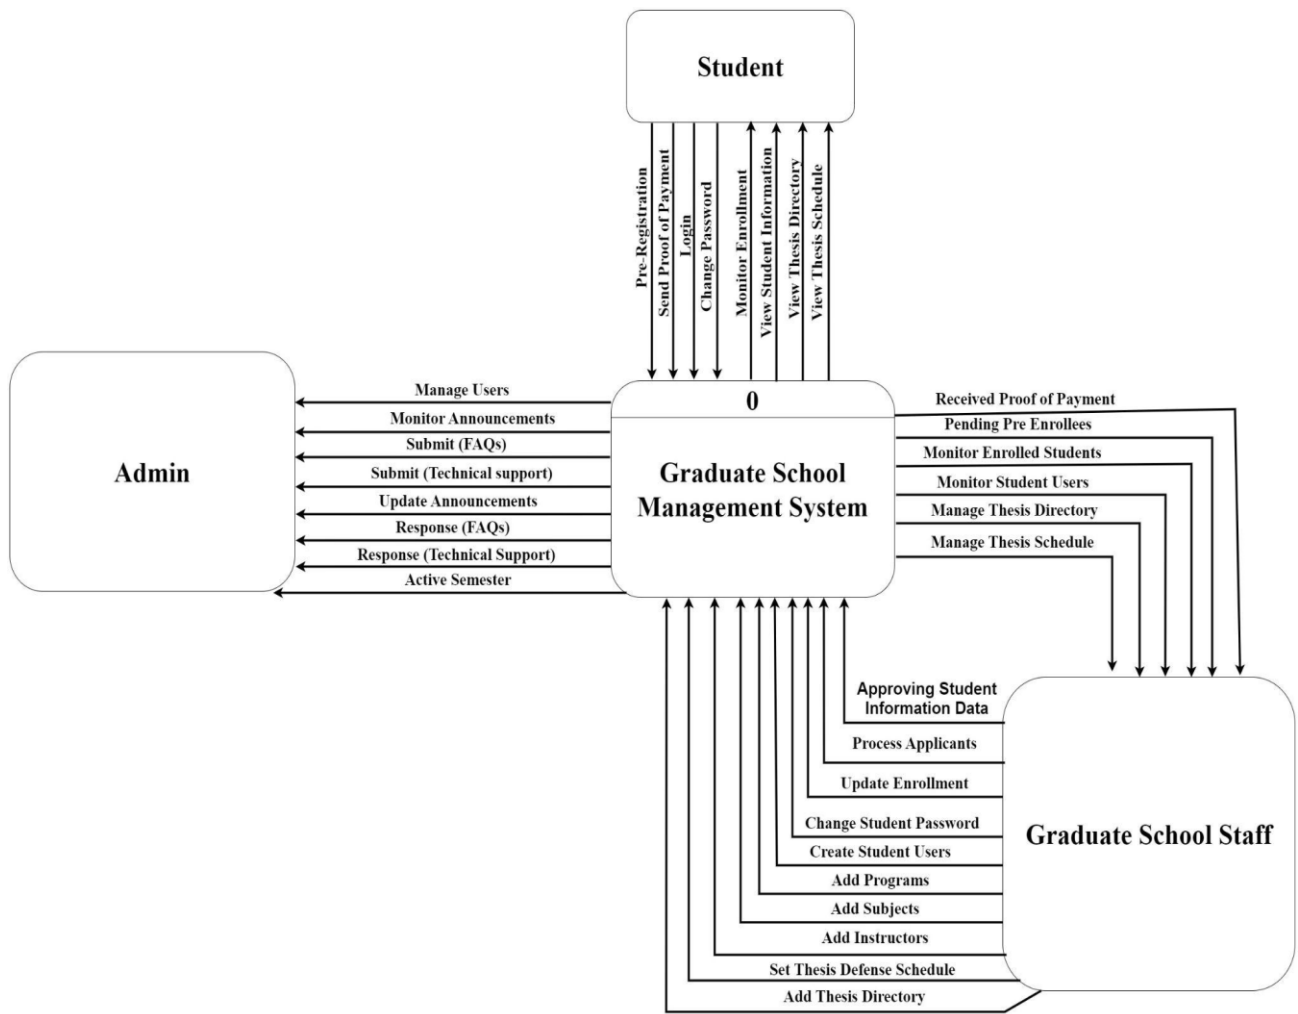 Student
Pre-Registration
Send Proof of Payment
Login
Change Password
Monitor Enrollment
View Student Information
View Thesis Directory
View Thesis Schedule
Admin
Manage Users
Monitor Announcements
Submit (FAQs)
Submit (Technical support)
Update Announcements
Response (FAQs)
Response (Technical Support)
Active Semester
0
Graduate School
Management System
Received Proof of Payment
Pending Pre Enrollees
Monitor Enrolled Students
Monitor Student Users
Manage Thesis Directory
Manage Thesis Schedule
Approving Student
Information Data
Process Applicants
Update Enrollment
Change Student Password
Create Student Users
Add Programs
Add Subjects
Add Instructors
Set Thesis Defense Schedule
Add Thesis Directory
Graduate School Staff